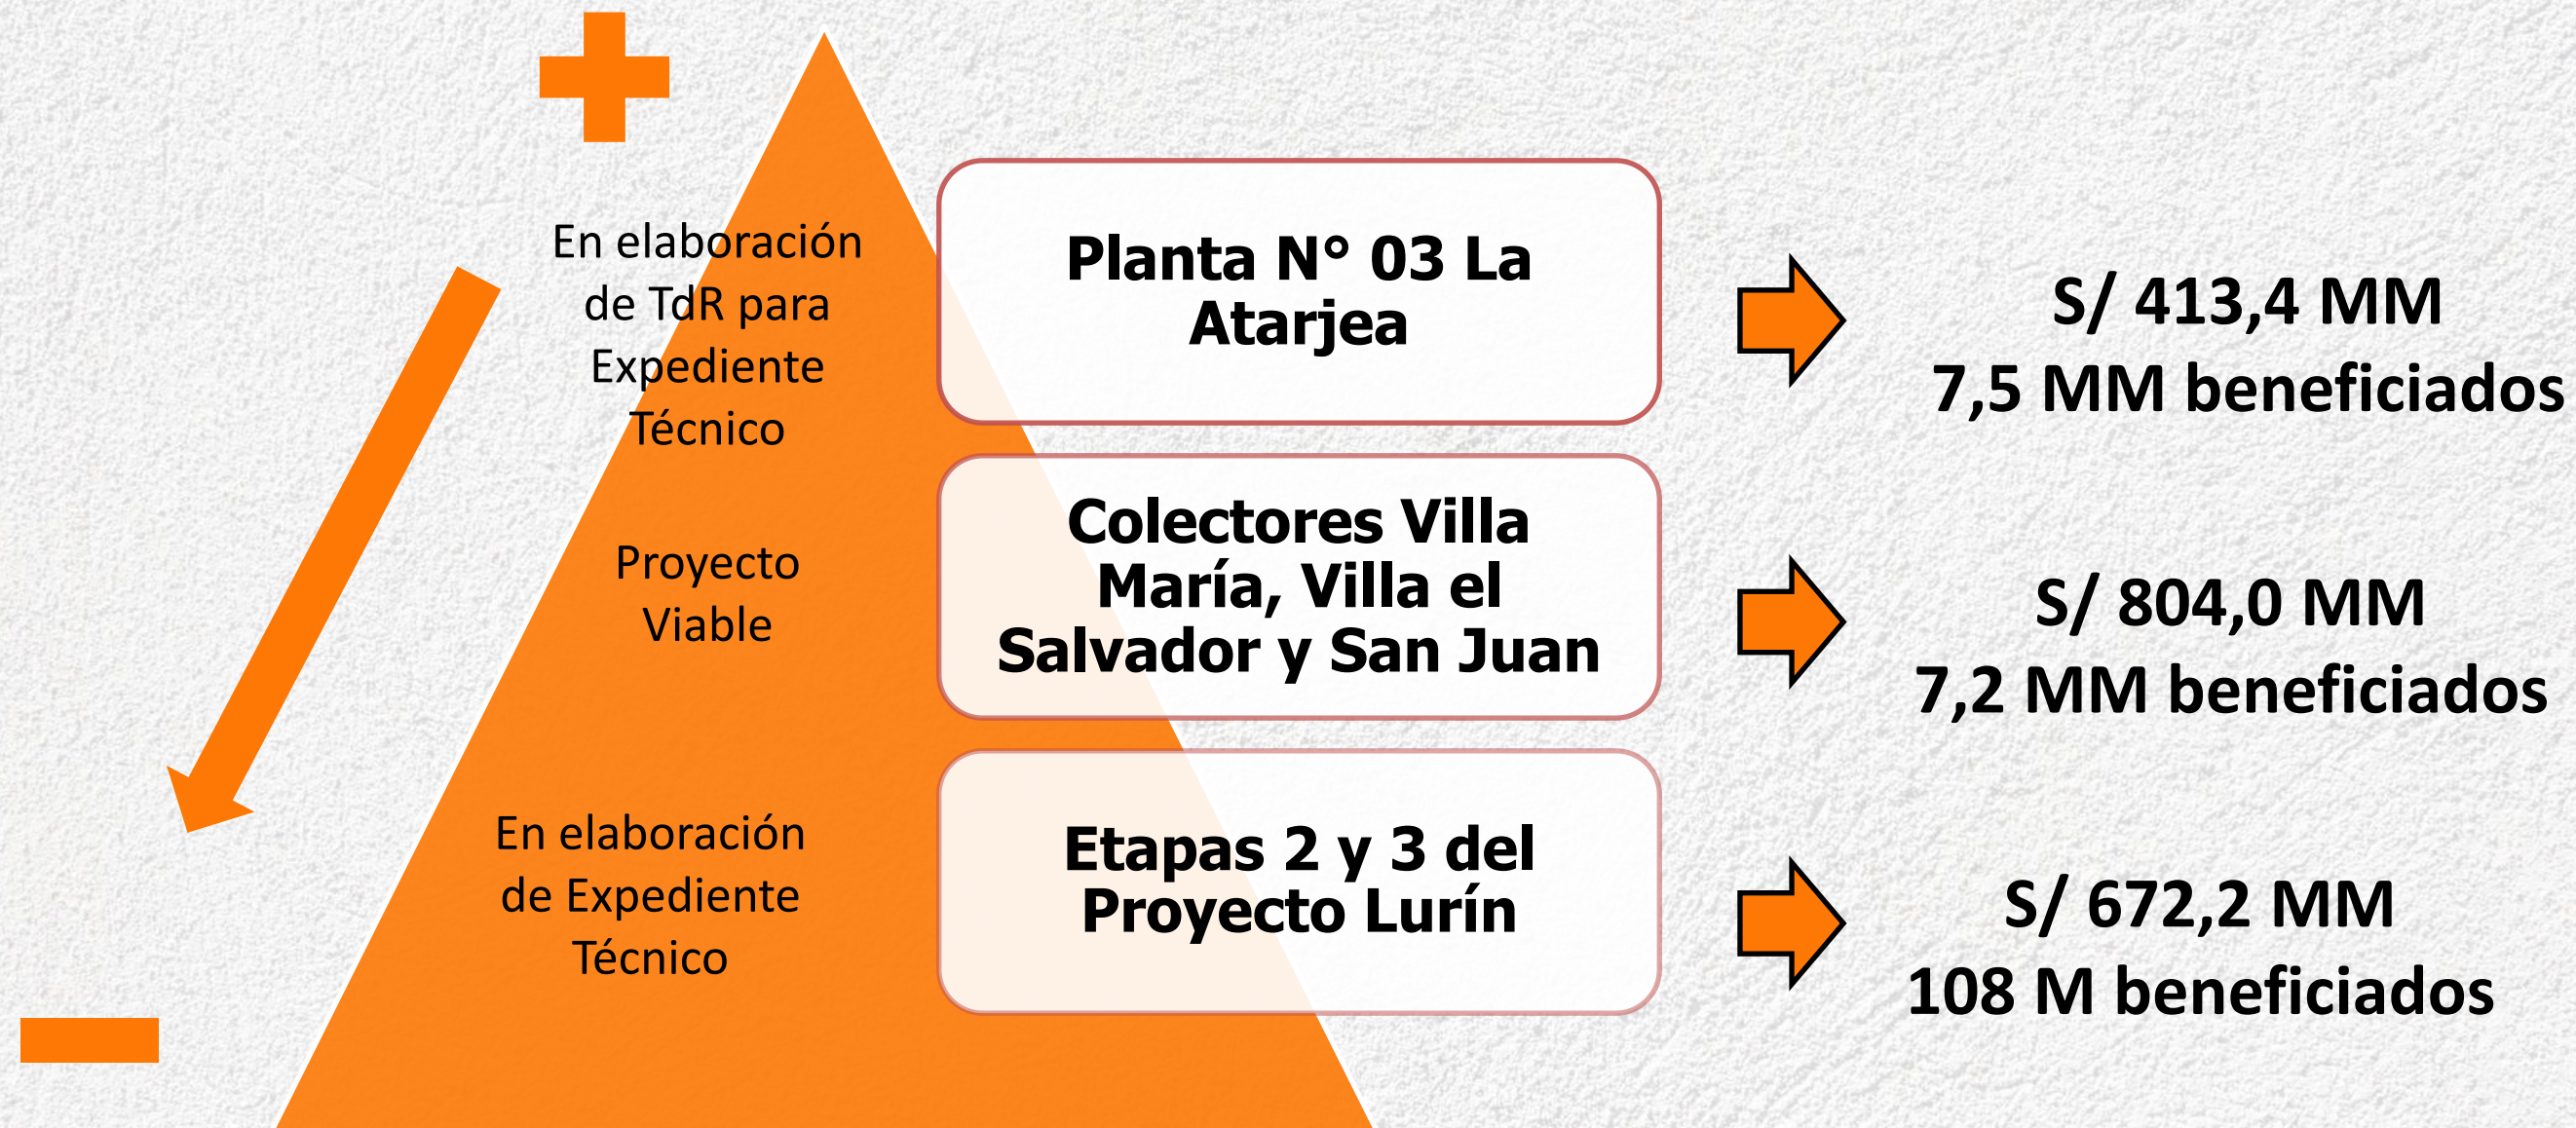 En elaboración
de TdR para
Expediente
Técnico
Planta N° 03 La
Atarjea
S/ 413,4 MM
7,5 MM beneficiados
Proyecto
Viable
Colectores Villa
María, Villa el
Salvador y San Juan
S/ 804,0 MM
7,2 MM beneficiados
En elaboración
de Expediente
Técnico
Etapas 2 y 3 del
Proyecto Lurín
S/ 672,2 MM
108 M beneficiados